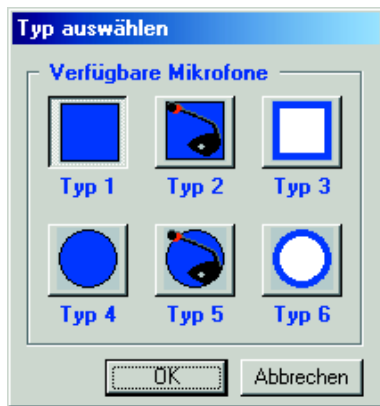 Typ auswählen
Verfügbare Mikrofone
Typ 1 Typ 2 Typ 3
Typ 4 Typ 5 Typ 6
OK Abbrechen